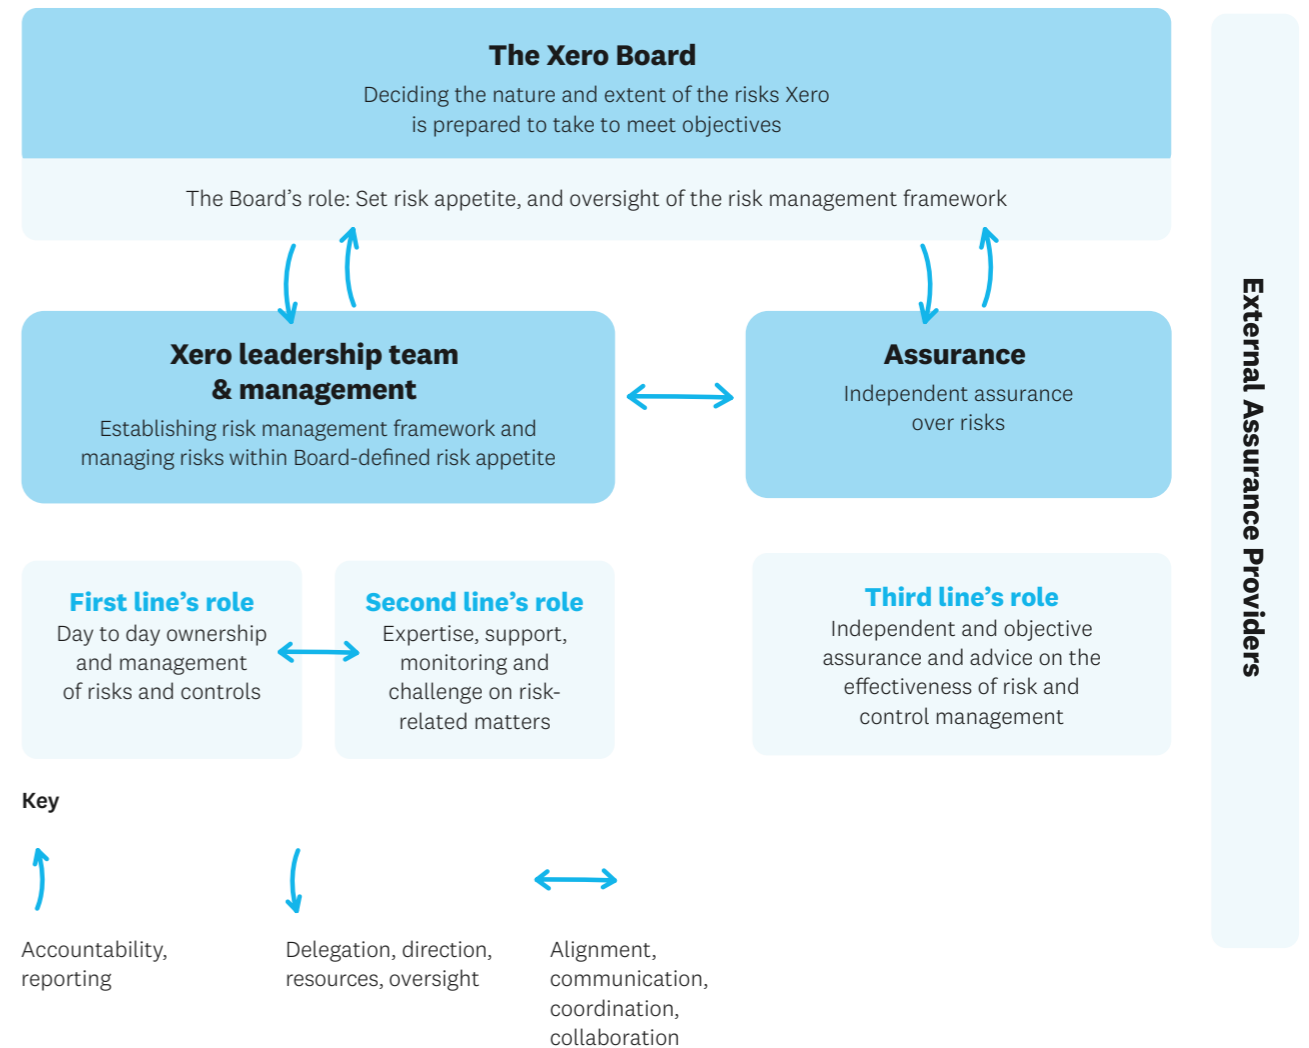 The Xero Board
Deciding the nature and extent of the risks Xero
is prepared to take to meet objectives
The Board’s role: Set risk appetite, and oversight of the risk management framework
Xero leadership team
& management
Establishing risk management framework and
managing risks within Board-defined risk appetite
Assurance
Independent assurance
over risks
First line’s role
Day to day ownership
and management
of risks and controls
Second line’s role
Expertise, support,
monitoring and
challenge on risk-
related matters
Third line’s role
Independent and objective
assurance and advice on the
effectiveness of risk and
control management
External Assurance Providers
Key
Accountability,
reporting
Delegation, direction,
resources, oversight
Alignment,
communication,
coordination,
collaboration